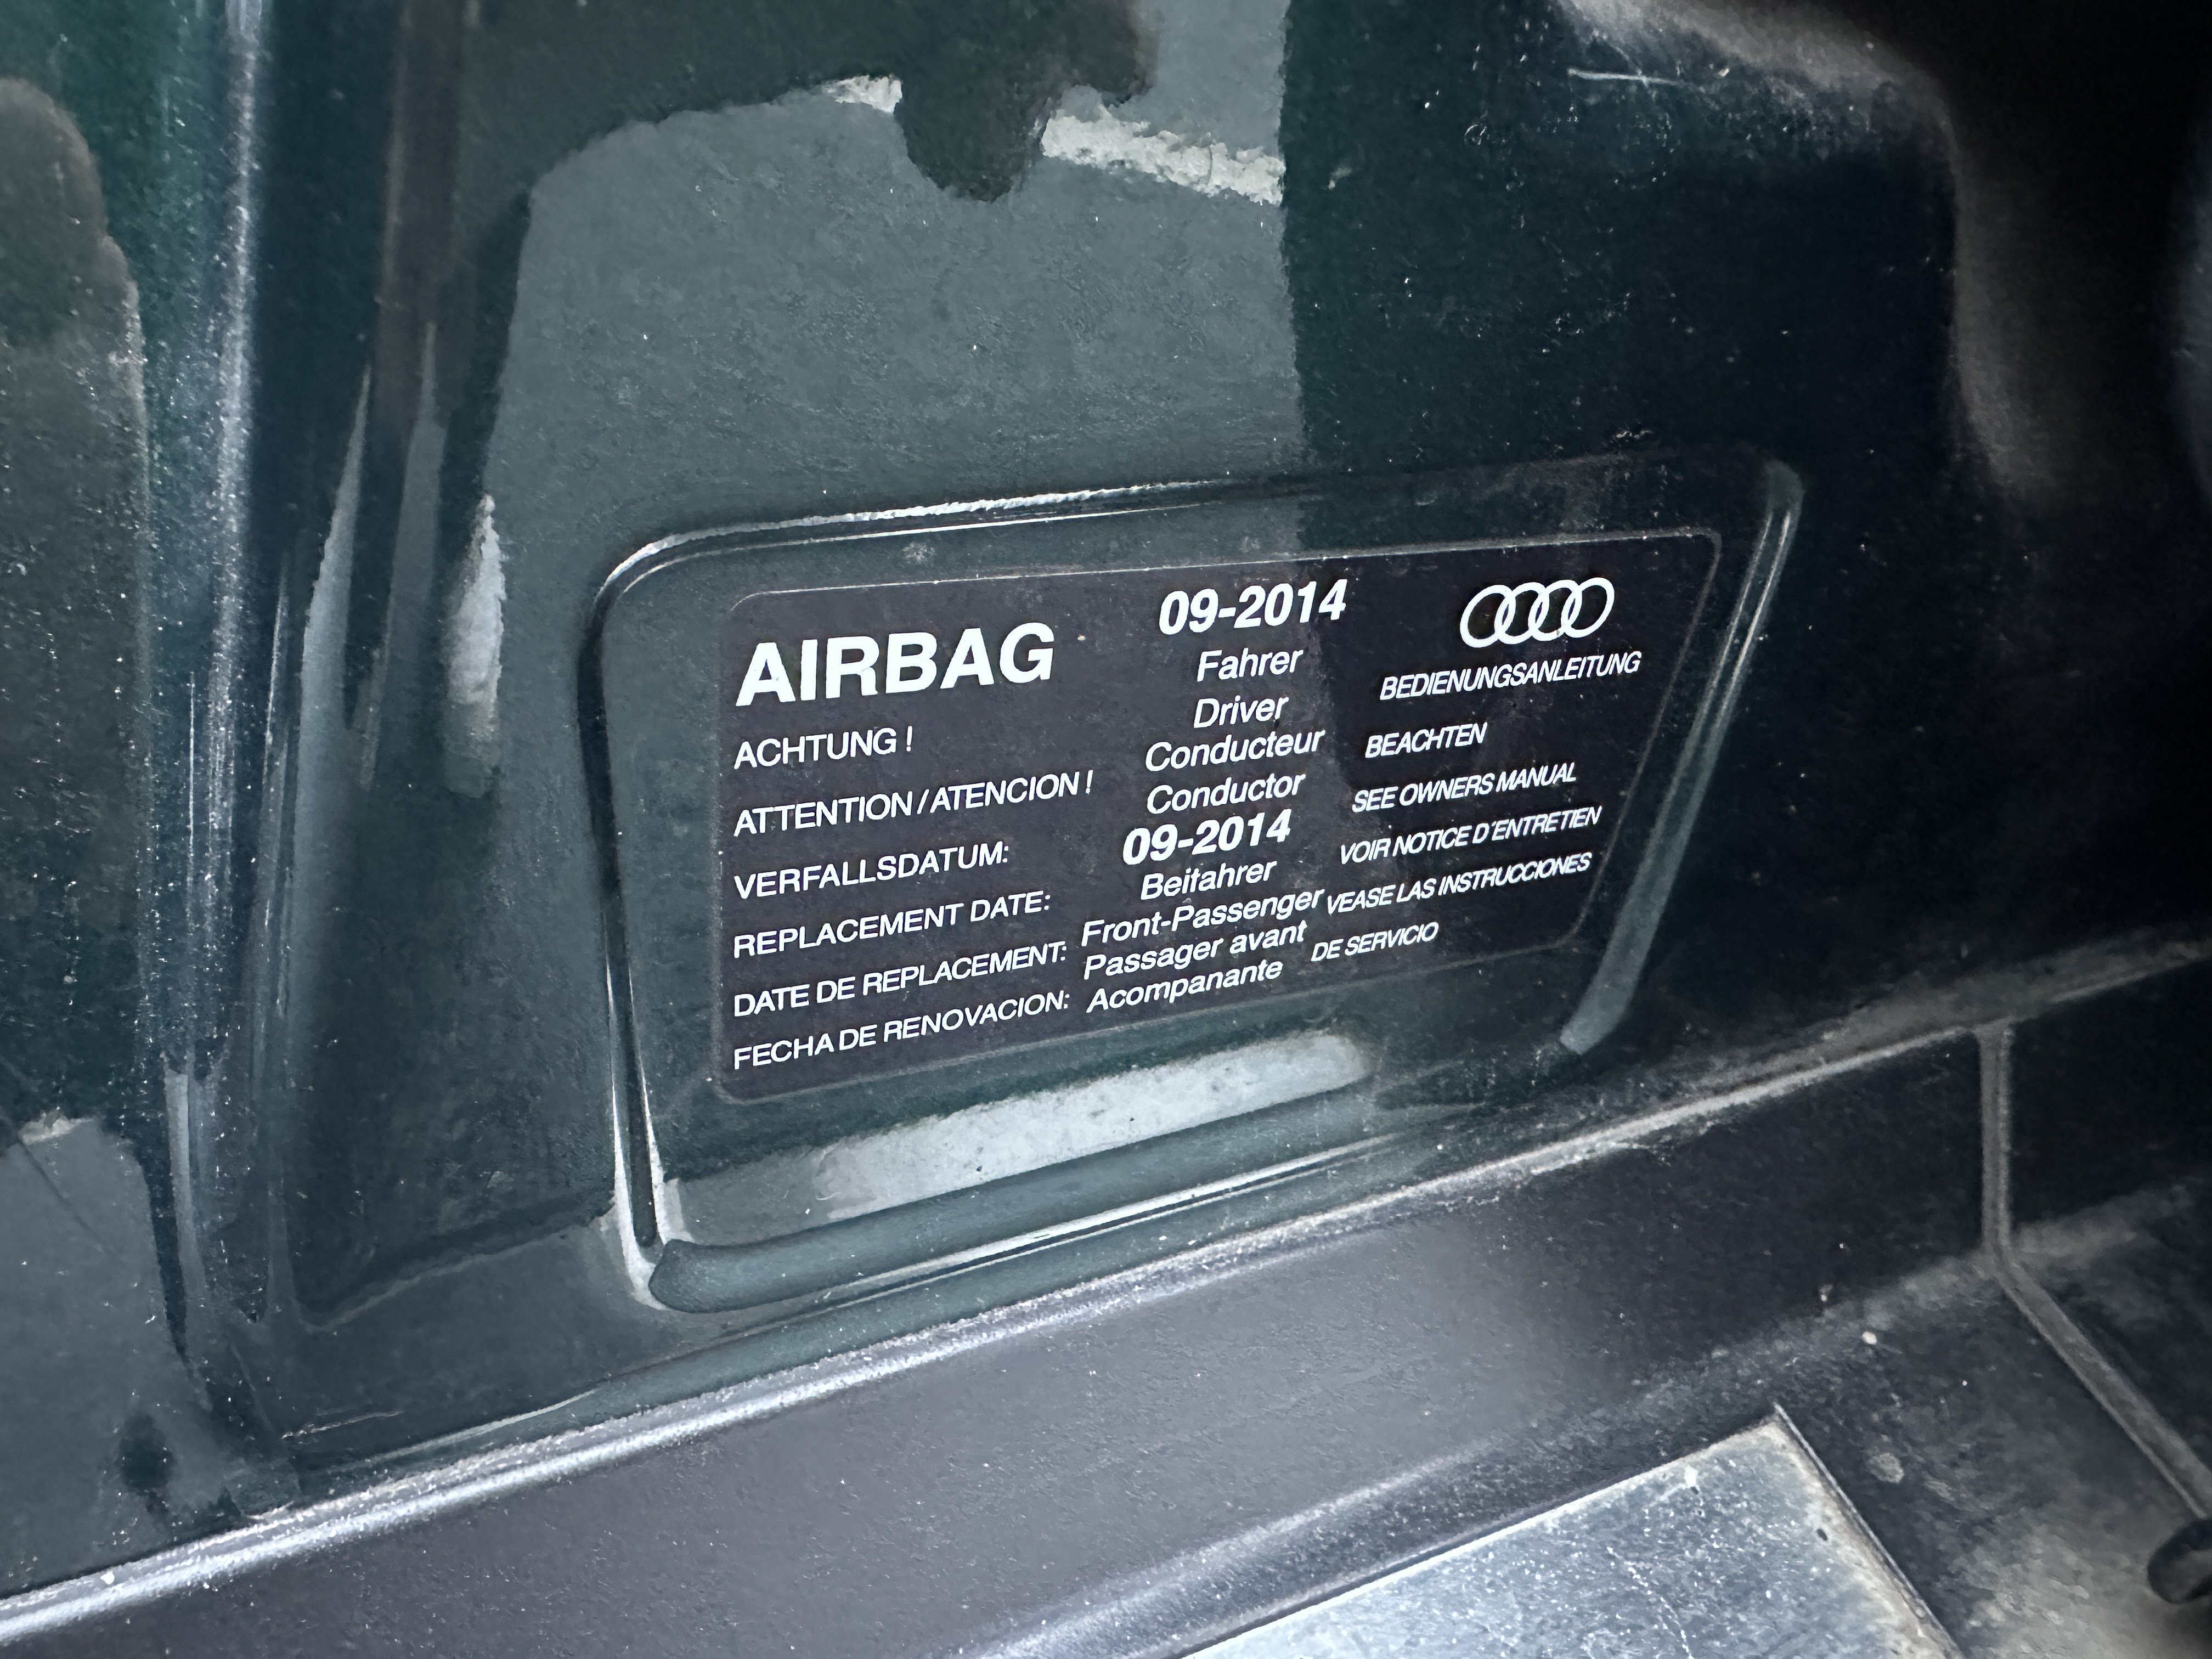 AIRBAG
ACHTUNG !
ATTENTION/ATENCION !
VERFALLSDATUM:
REPLACEMENT DATE:
DATE DE REPLACEMENT:
FECHA DE RENOVACION:
09-2014
Fahrer
Driver
Conducteur
Conductor
09-2014
Beifahrer
Front-Passenger
Passager avant
Acompanante
BEDIENUNGSANLEITUNG
BEACHTEN
SEE OWNERS MANUAL
VOIR NOTICE D'ENTRETIEN
VEASE LAS INSTRUCCIONES
DE SERVICIO